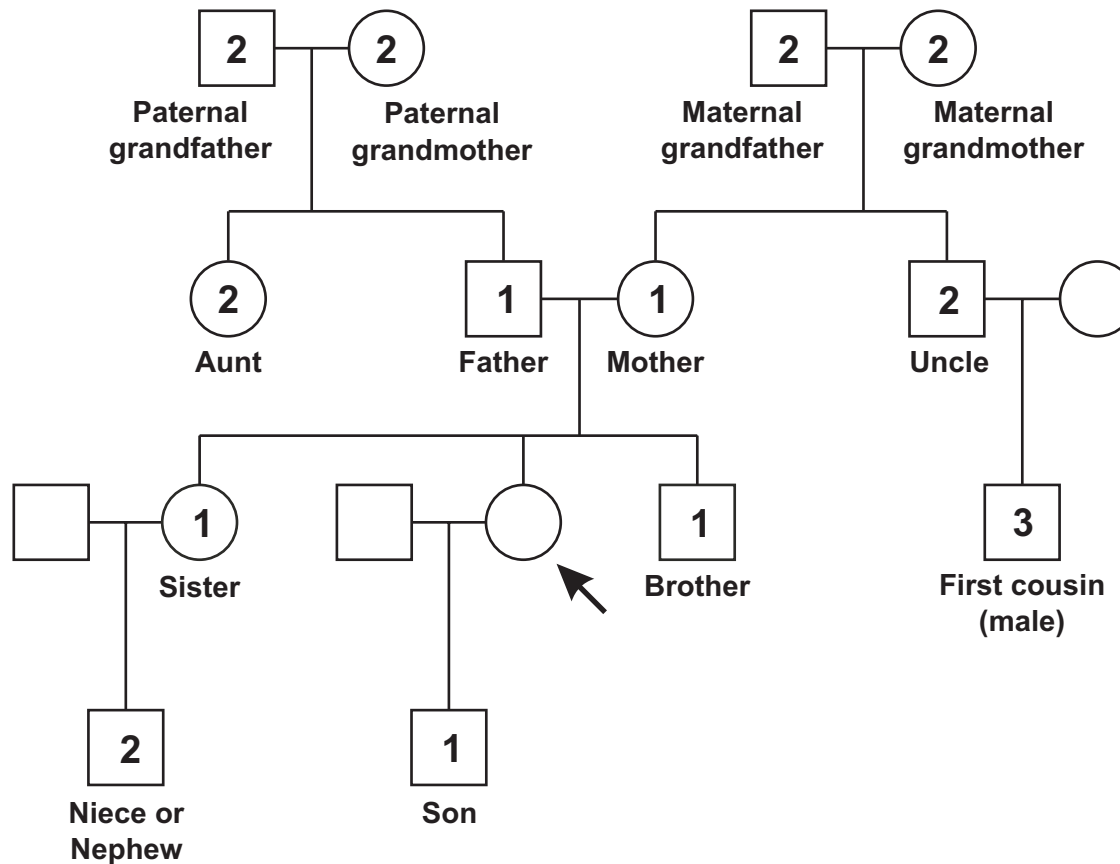 2
2
2
2
Paternal
grandfather
Paternal
grandmother
Maternal
grandfather
Maternal
grandmother
2
1
1
2
Aunt
Father
Mother
Uncle
1
1
3
Sister
Brother
First cousin
(male)
2
1
Niece or
Nephew
Son